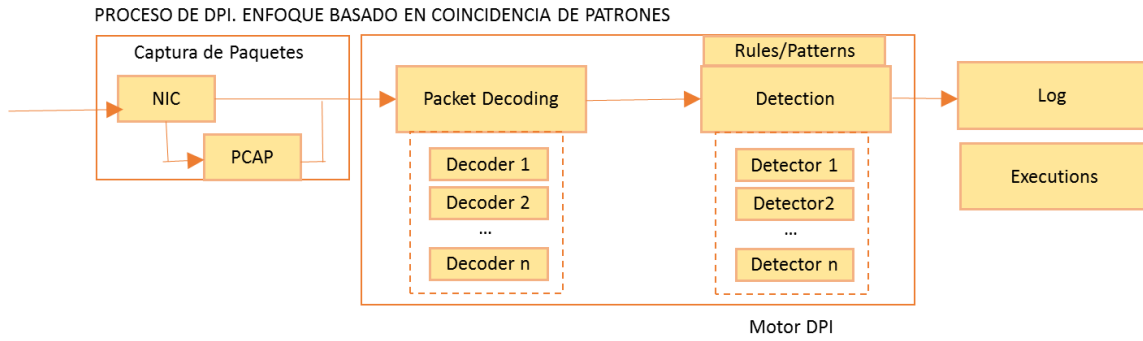 PROCESO DE DPI. ENFOQUE BASADO EN COINCIDENCIA DE PATRONES
Captura de Paquetes
NIC
PCAP
Packet Decoding
Decoder 1
Decoder 2
...
Decoder n
Rules/Patterns
Detection
Detector 1
Detector2
...
Detector n
Log
Executions
Motor DPI